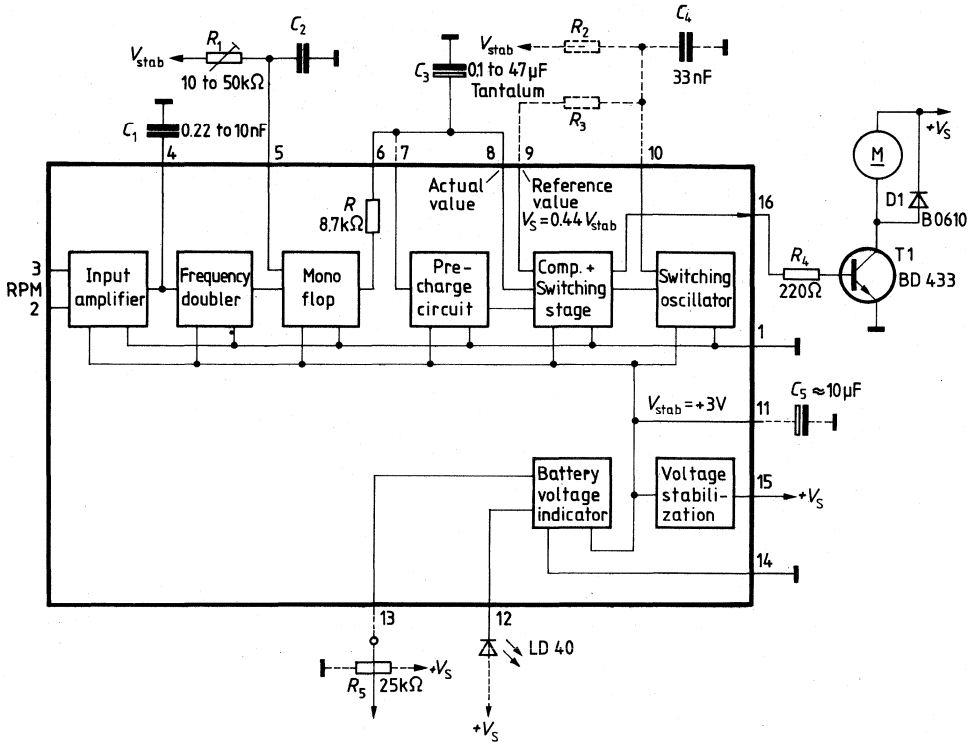 R₁
C₂
Vstab
10 to 50kΩ
C₁
0.22 to 10nF
C₃
0.1 to 47µF
Tantalum
Vstab
R₂
C₄
33nF
R₃
4
5
6
7
8
9
10
Actual
value
Reference
value
Vₛ=0.44 Vstab
R
8.7kΩ
16
M
+Vₛ
D1
B0610
R₄
220Ω
T1
BD 433
3
RPM
2
Input
amplifier
Frequency
doubler
Mono
flop
Pre-
charge
circuit
Comp. +
Switching
stage
Switching
oscillator
1
Vstab=+3V
11
C₅ ≈10µF
Battery
voltage
indicator
Voltage
stabili-
zation
15
+Vₛ
14
13
12
R₅
25kΩ
+Vₛ
LD 40
+Vₛ